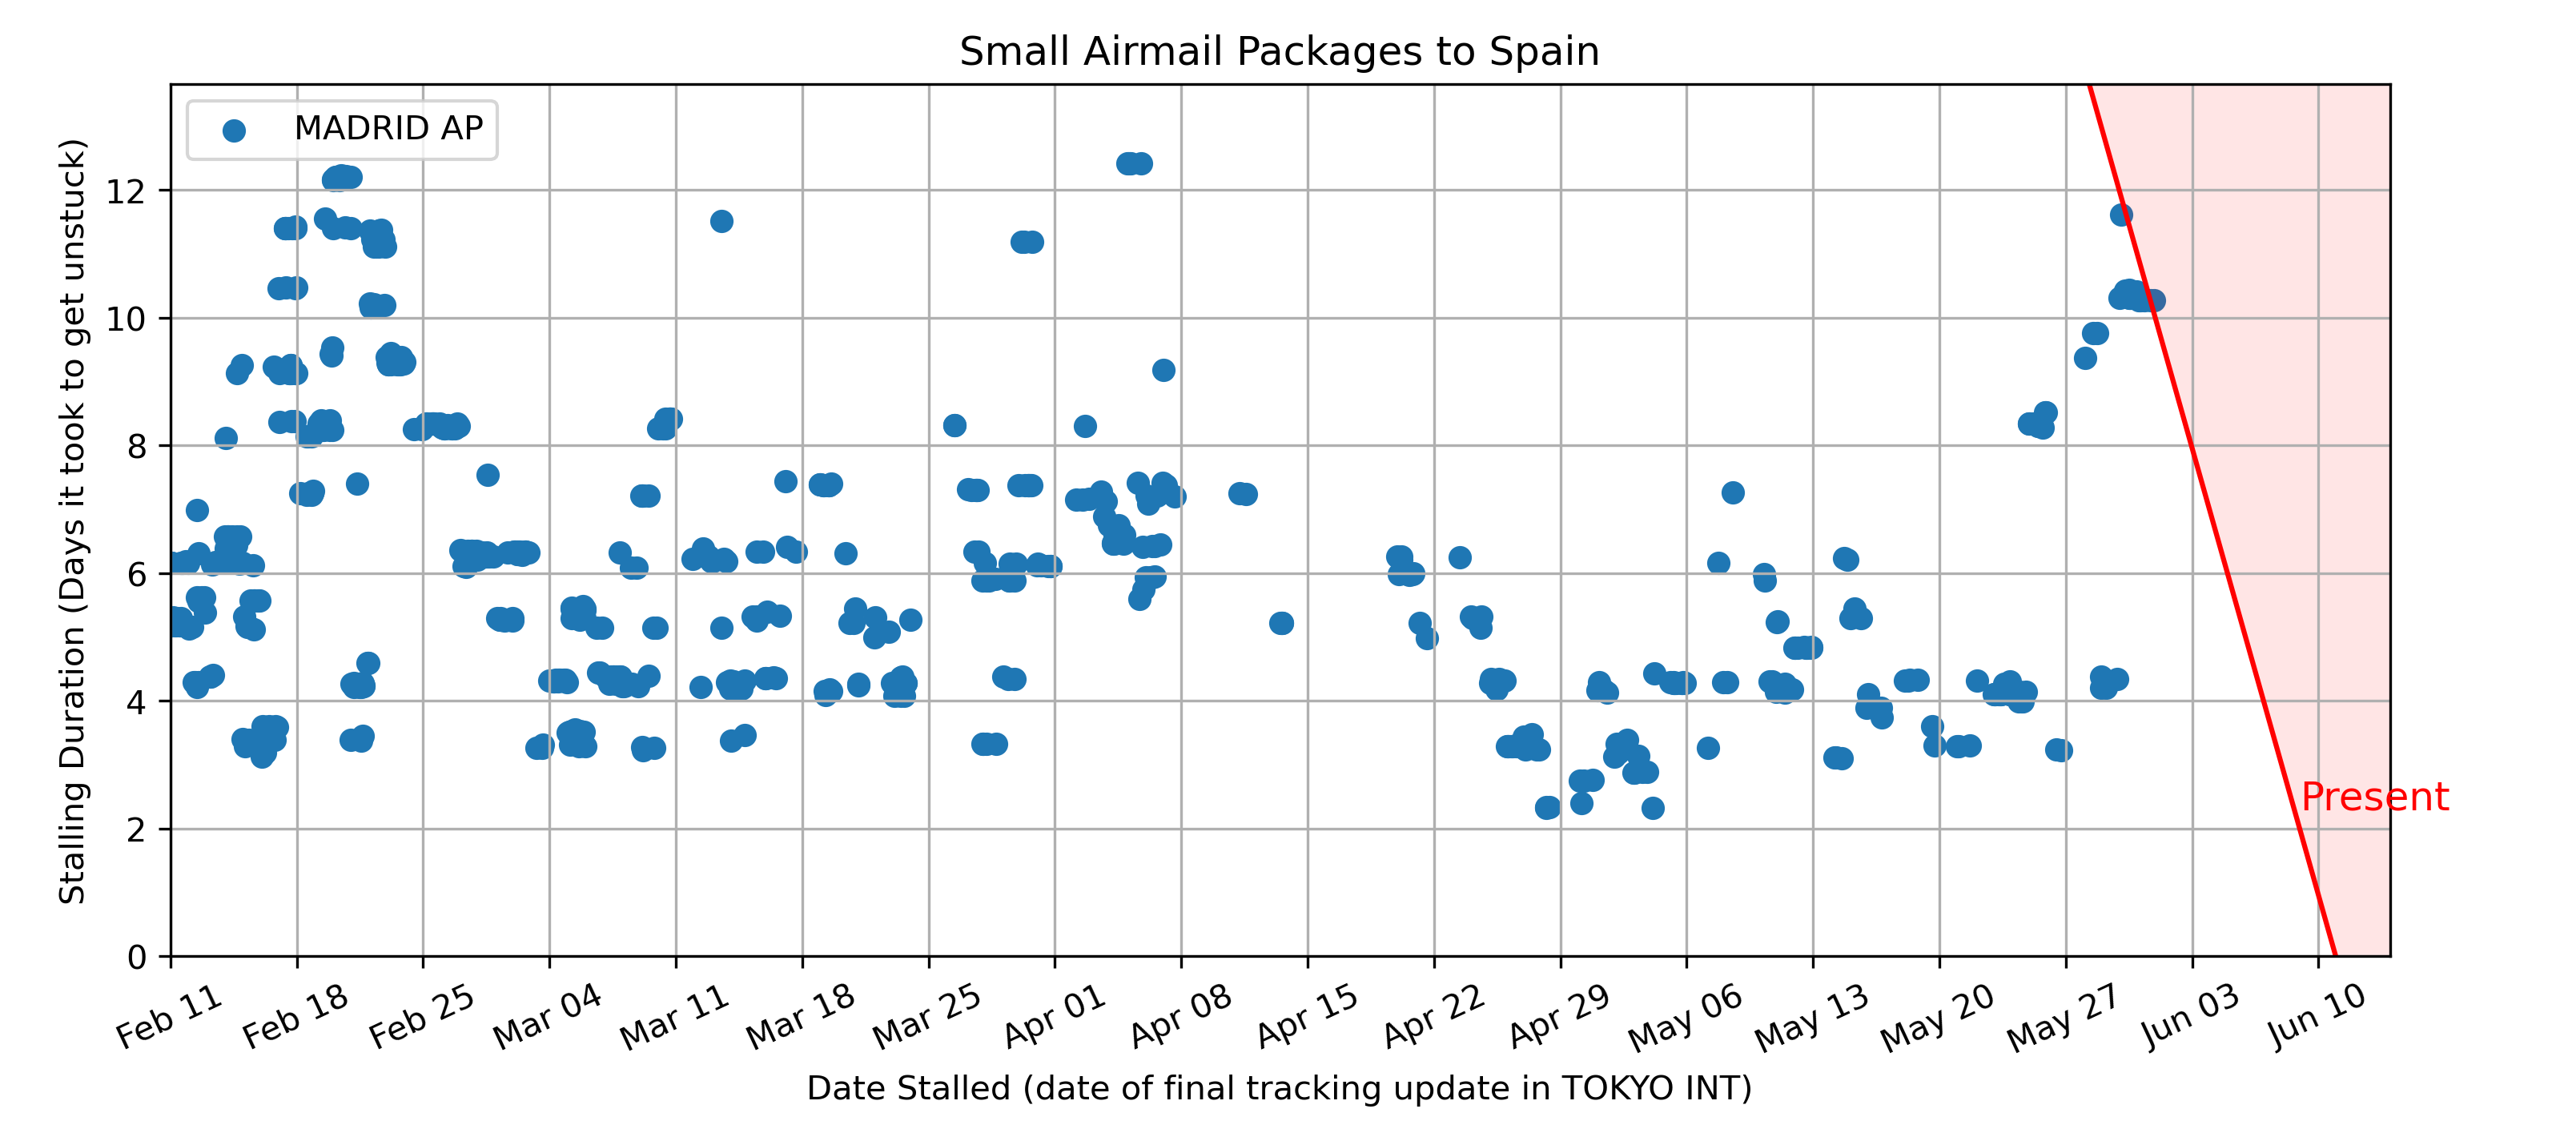 Small Airmail Packages to Spain
MADRID AP
Stalling Duration (Days it took to get unstuck)
12
10
8
6
4
2
0
Present
Feb 11
Feb 18
Feb 25
Mar 04
Mar 11
Mar 18
Mar 25
Apr 01
Apr 08
Apr 15
Apr 22
Apr 29
May 06
May 13
May 20
May 27
Jun 03
Jun 10
Date Stalled (date of final tracking update in TOKYO INT)